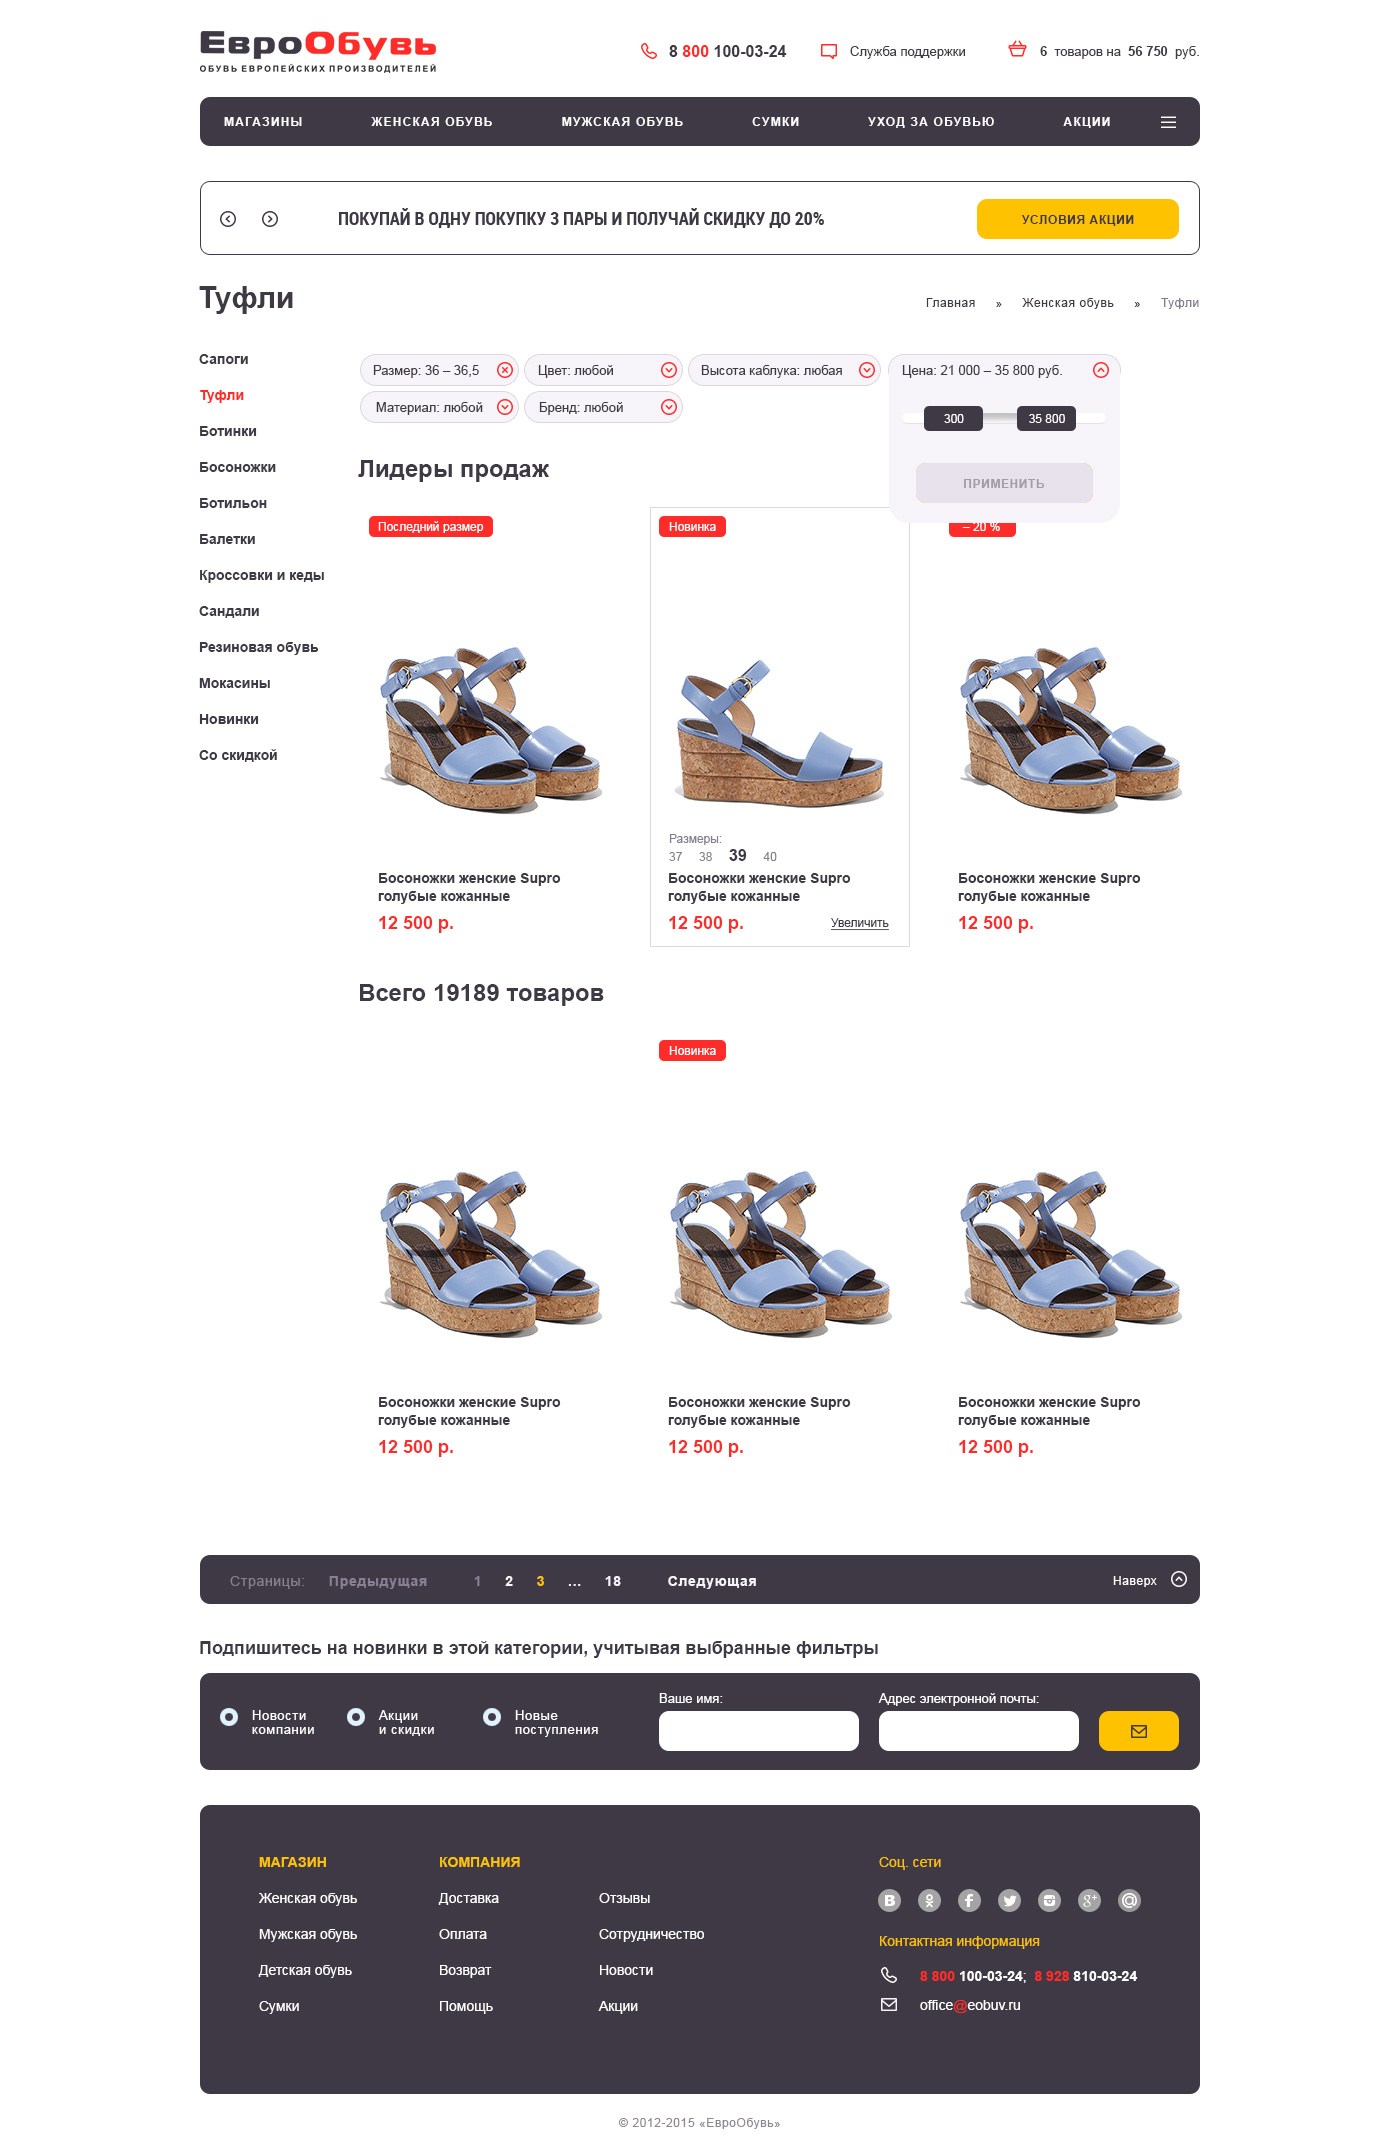 ЕвроОбувь
ОБУВЬ ЕВРОПЕЙСКИХ ПРОИЗВОДИТЕЛЕЙ
8 800 100-03-24
Служба поддержки
6 товаров на 56 750 руб.
МАГАЗИНЫ ЖЕНСКАЯ ОБУВЬ МУЖСКАЯ ОБУВЬ СУМКИ УХОД ЗА ОБУВЬЮ АКЦИИ
ПОКУПАЙ В ОДНУ ПОКУПКУ 3 ПАРЫ И ПОЛУЧАЙ СКИДКУ ДО 20%
УСЛОВИЯ АКЦИИ
Туфли
Главная » Женская обувь » Туфли
Сапоги
Туфли
Ботинки
Босоножки
Ботильон
Балетки
Кроссовки и кеды
Сандали
Резиновая обувь
Мокасины
Новинки
Со скидкой
Размер: 36 – 36,5
Цвет: любой
Высота каблука: любая
Цена: 21 000 – 35 800 руб.
Материал: любой
Бренд: любой
300
35 800
ПРИМЕНИТЬ
Лидеры продаж
Последний размер
Новинка
– 20 %
Размеры:
37 38 39 40
Босоножки женские Supro
голубые кожанные
12 500 р.
Босоножки женские Supro
голубые кожанные
12 500 р.
Увеличить
Босоножки женские Supro
голубые кожанные
12 500 р.
Всего 19189 товаров
Новинка
Босоножки женские Supro
голубые кожанные
12 500 р.
Босоножки женские Supro
голубые кожанные
12 500 р.
Босоножки женские Supro
голубые кожанные
12 500 р.
Страницы: Предыдущая 1 2 3 ... 18 Следующая
Наверх
Подпишитесь на новинки в этой категории, учитывая выбранные фильтры
Новости
компании
Акции
и скидки
Новые
поступления
Ваше имя:
Адрес электронной почты:
МАГАЗИН
Женская обувь
Мужская обувь
Детская обувь
Сумки
КОМПАНИЯ
Доставка
Оплата
Возврат
Помощь
Отзывы
Сотрудничество
Новости
Акции
Соц. сети
Контактная информация
8 800 100-03-24; 8 928 810-03-24
office@eobuv.ru
© 2012-2015 «ЕвроОбувь»